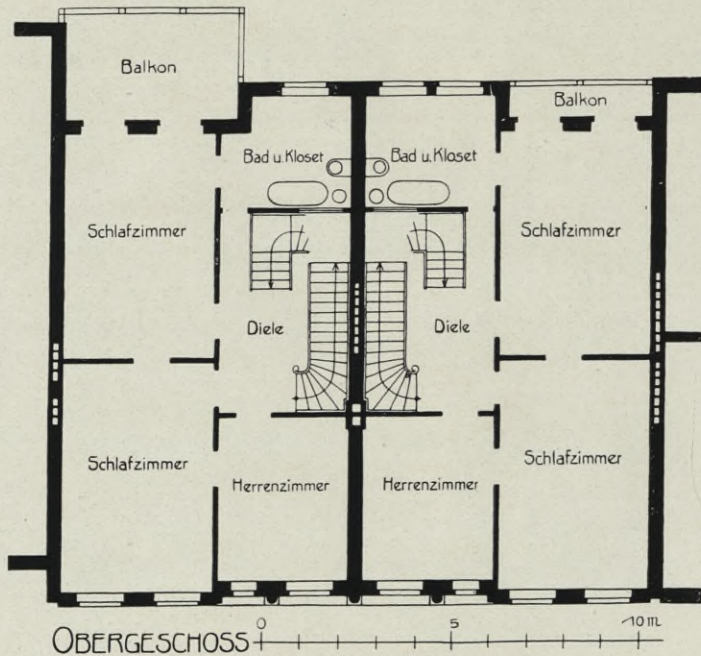 Balkon
Balkon
Bad u. Kloset
Bad u. Kloset
Schlafzimmer
Schlafzimmer
Diele
Diele
Schlafzimmer
Herrenzimmer
Herrenzimmer
Schlafzimmer
OBERGESCHOSS 0 5 10 m